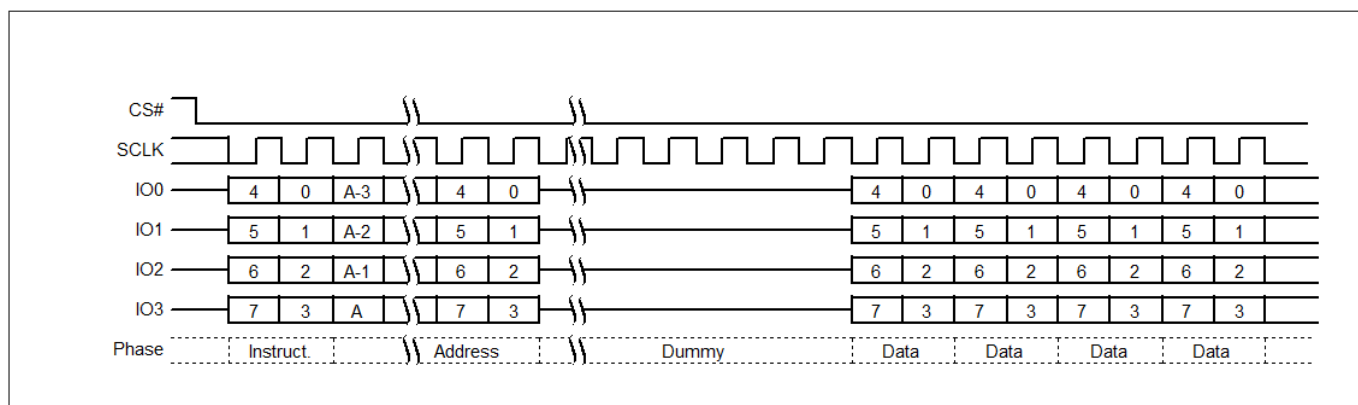 CS#
SCLK
IO0 4 0 A-3 4 0 4 0 4 0 4 0 4 0
IO1 5 1 A-2 5 1 5 1 5 1 5 1 5 1
IO2 6 2 A-1 6 2 6 2 6 2 6 2 6 2
IO3 7 3 A 7 3 7 3 7 3 7 3 7 3
Phase Instruct. Address Dummy Data Data Data Data